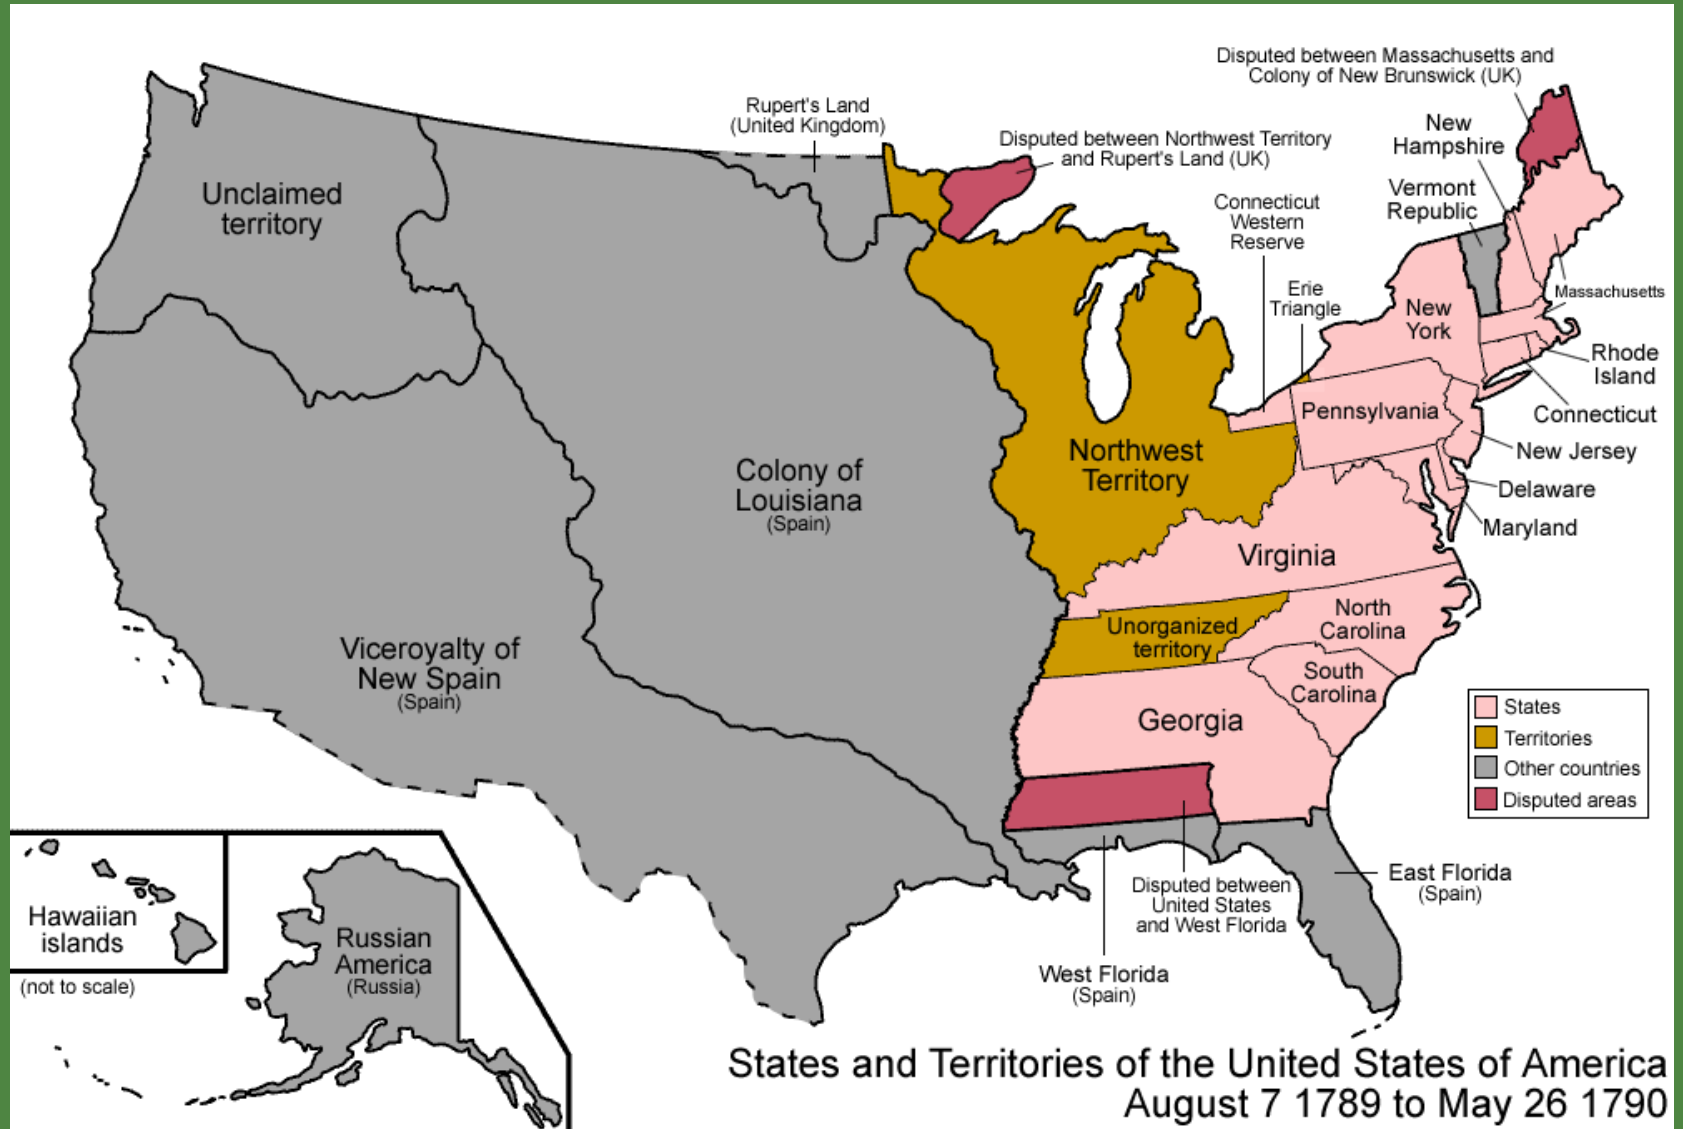 Disputed between Massachusetts and
Colony of New Brunswick (UK)
Rupert's Land
(United Kingdom)
New
Hampshire
Disputed between Northwest Territory
and Rupert's Land (UK)
Unclaimed
territory
Vermont
Republic
Connecticut
Western
Reserve
Erie
Triangle
Massachusetts
New
York
Rhode
Island
Pennsylvania
Connecticut
Northwest
Territory
New Jersey
Colony of
Louisiana
(Spain)
Delaware
Maryland
Virginia
North
Carolina
Unorganized
territory
Viceroyalty of
New Spain
(Spain)
South
Carolina
Georgia
States
Territories
Other countries
Disputed areas
East Florida
(Spain)
Disputed between
United States
and West Florida
West Florida
(Spain)
Hawaiian
islands
(not to scale)
Russian
America
(Russia)
States and Territories of the United States of America
August 7 1789 to May 26 1790